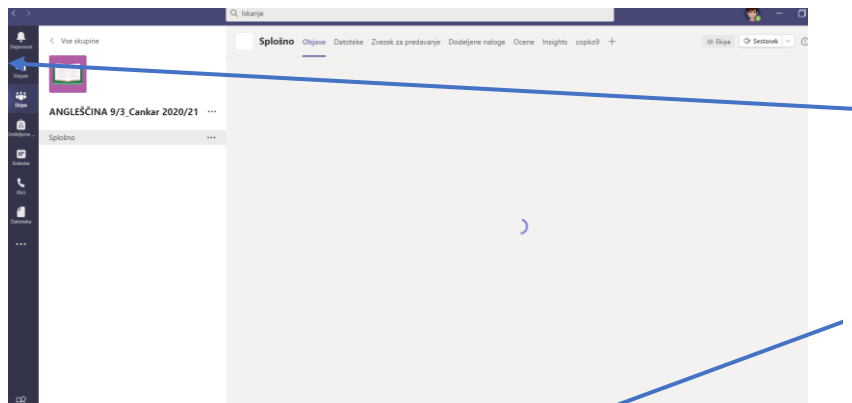 Iskanje
Dejavnost
Klepet
Ekipe
Dodeljene ...
Koledar
Klici
Datoteke
...
< Vse skupine
ANGLEŠČINA 9/3_Cankar 2020/21 ...
Splošno ...
Splošno Objave Datoteke Zvezek za predavanje Dodeljene naloge Ocene Insights copko9 +
Ekipa Sestanek